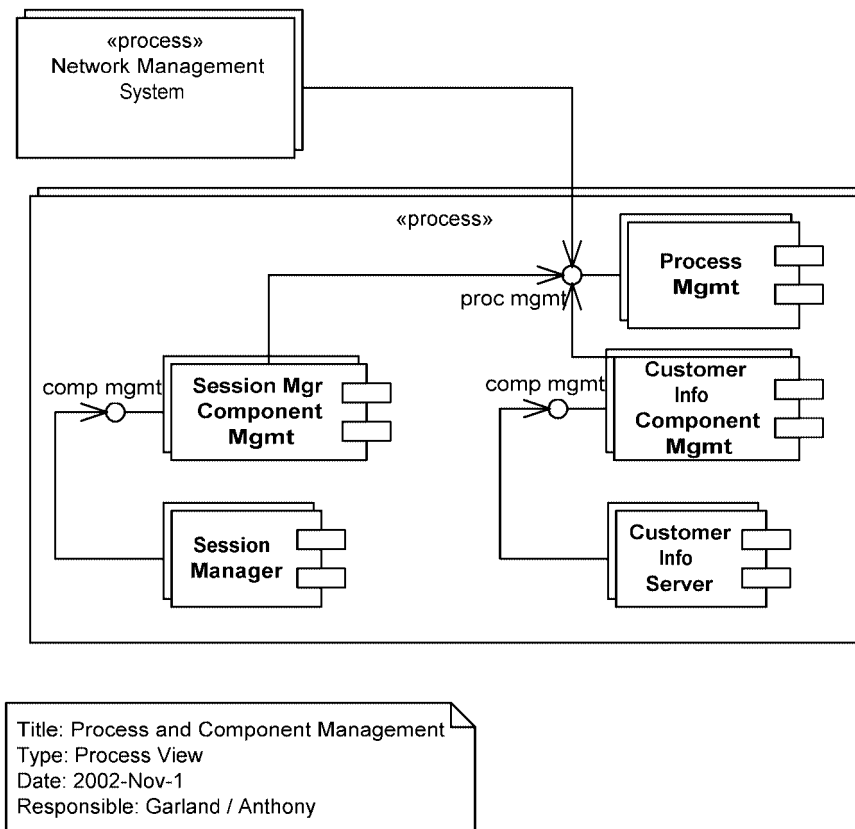 «process»
Network Management
System
«process»
Process
Mgmt
proc mgmt
comp mgmt
Session Mgr
Component
Mgmt
comp mgmt
Customer
Info
Component
Mgmt
Session
Manager
Customer
Info
Server
Title: Process and Component Management
Type: Process View
Date: 2002-Nov-1
Responsible: Garland / Anthony